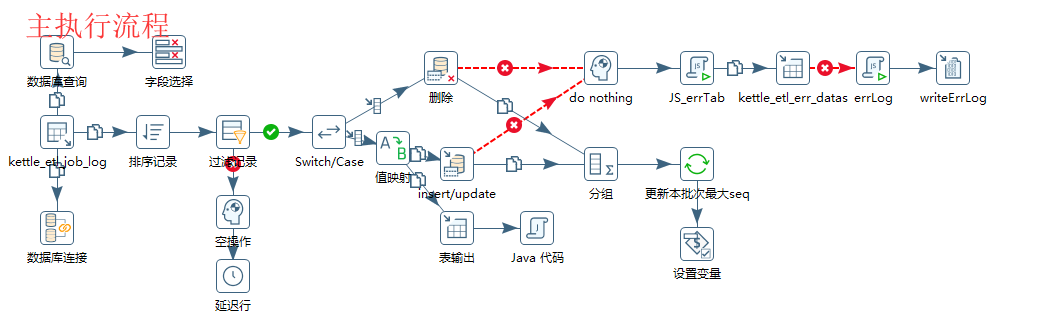 主执行流程
数据库查询
字段选择
删除
do nothing
JS_errTab
kettle_etl_err_datas
errLog
writeErrLog
kettle_etl_job_log
排序记录
过滤记录
Switch/Case
值映射
insert/update
分组
更新本批次最大seq
数据库连接
空操作
表输出
Java 代码
设置变量
延迟行